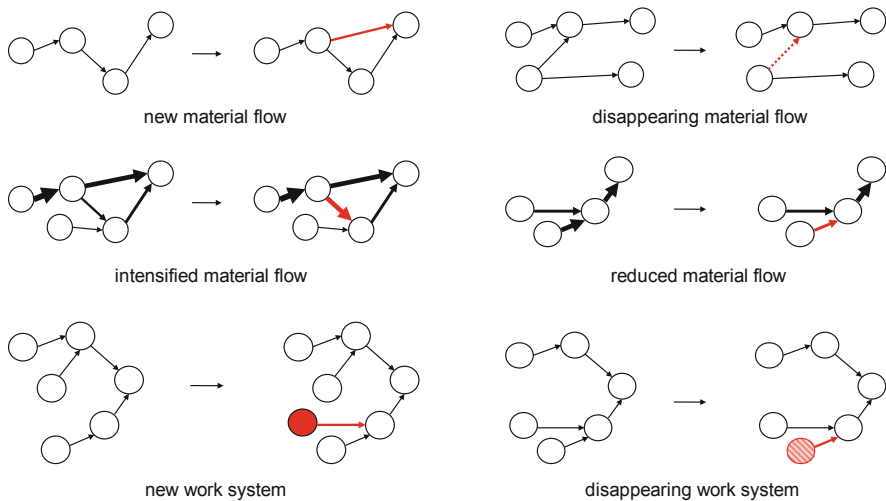 new material flow
disappearing material flow
intensified material flow
reduced material flow
new work system
disappearing work system